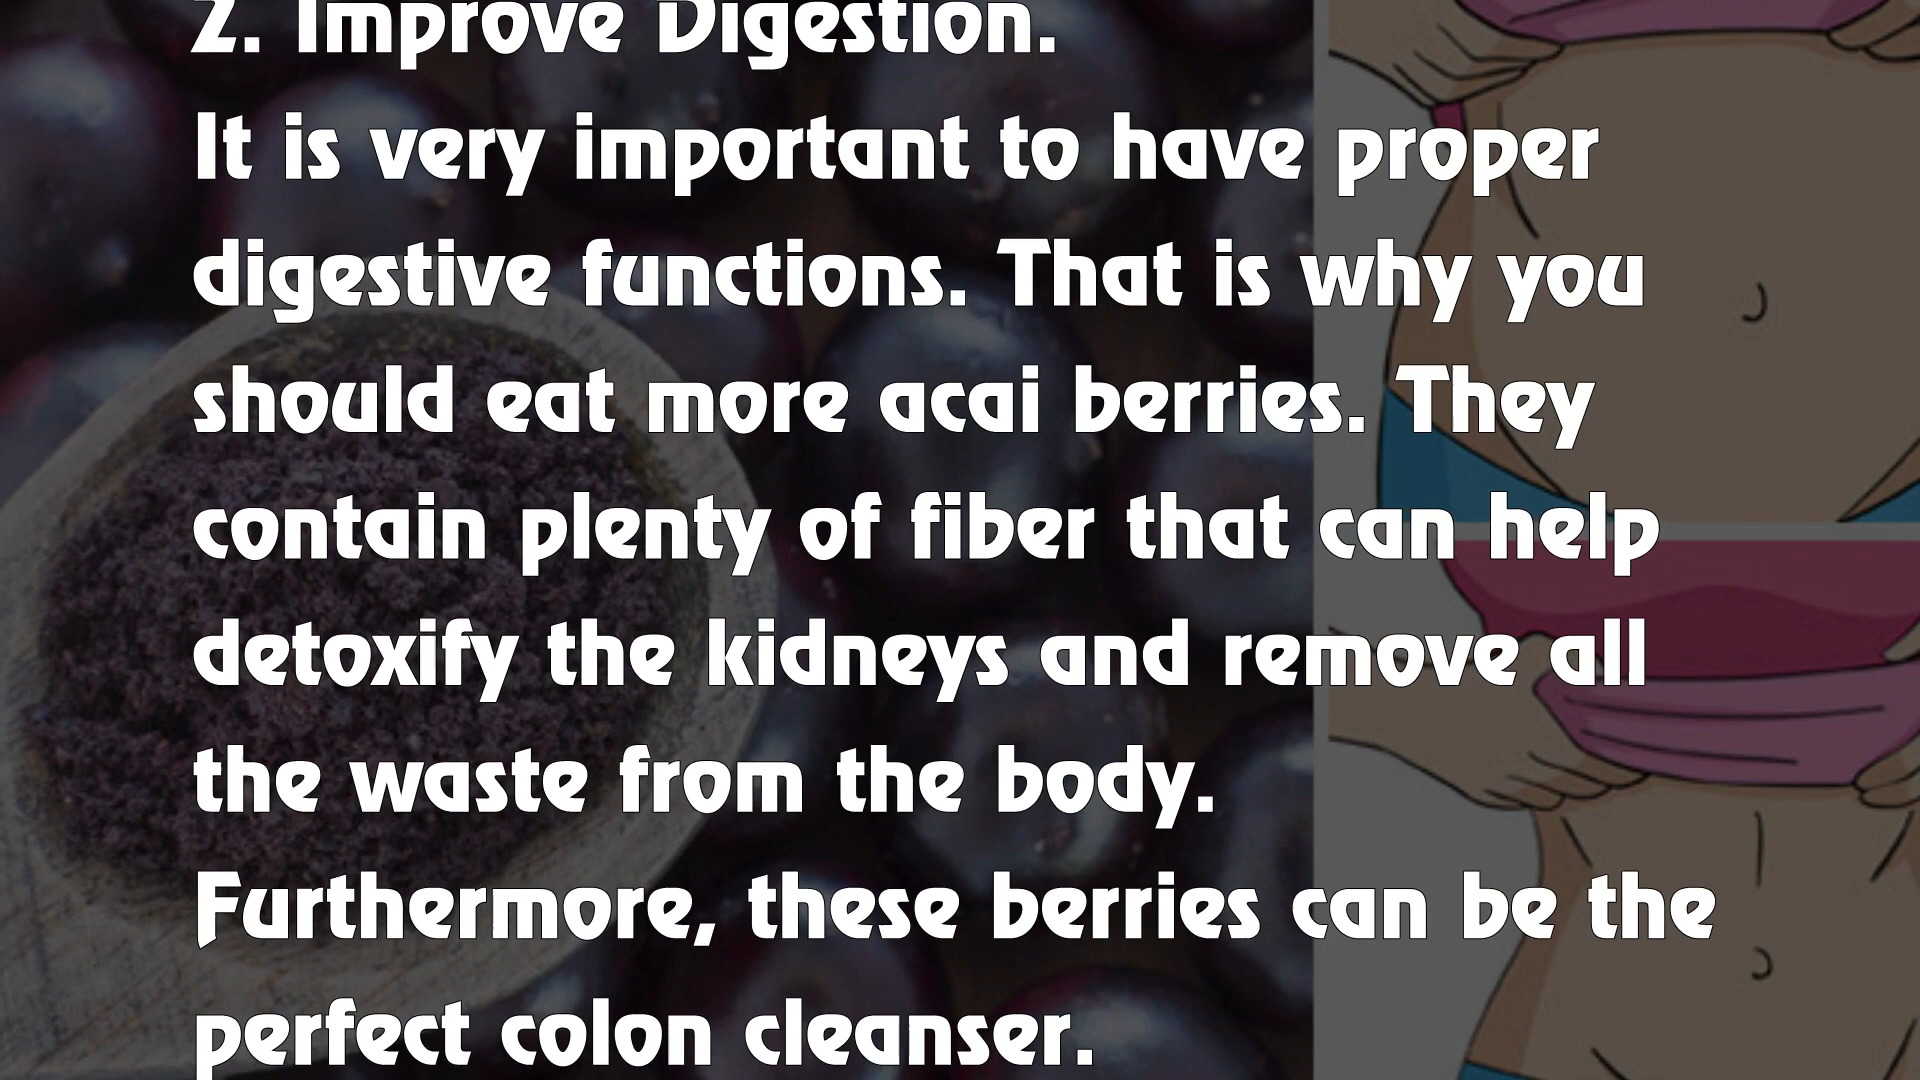 2. Improve Digestion.
It is very important to have proper
digestive functions. That is why you
should eat more acai berries. They
contain plenty of fiber that can help
detoxify the kidneys and remove all
the waste from the body.
Furthermore, these berries can be the
perfect colon cleanser.